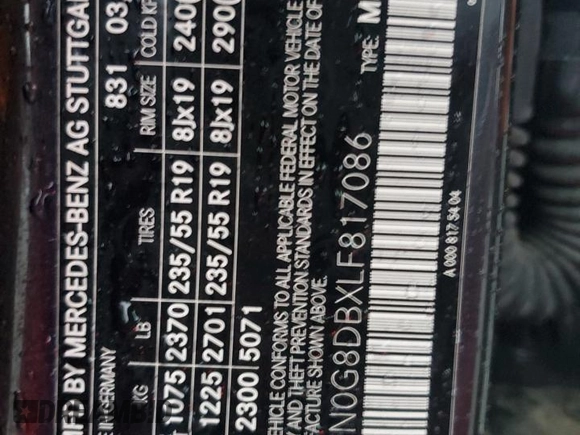 MFD BY MERCEDES-BENZ AG STUTTGA
E IN GERMANY 831 03
KG LB TIRES RIM SIZE COLD KP
1075 2370 235/55 R19 8Jx19 240
1225 2701 235/55 R19 8Jx19 290
2300 5071
VEHICLE CONFORMS TO ALL APPLICABLE FEDERAL MOTOR VEHICLE
Y AND THEFT PREVENTION STANDARDS IN EFFECT ON THE DATE OF
FACTURE SHOWN ABOVE.
N0G8DBXLF817086 TYPE: M
A 000 817 54 04